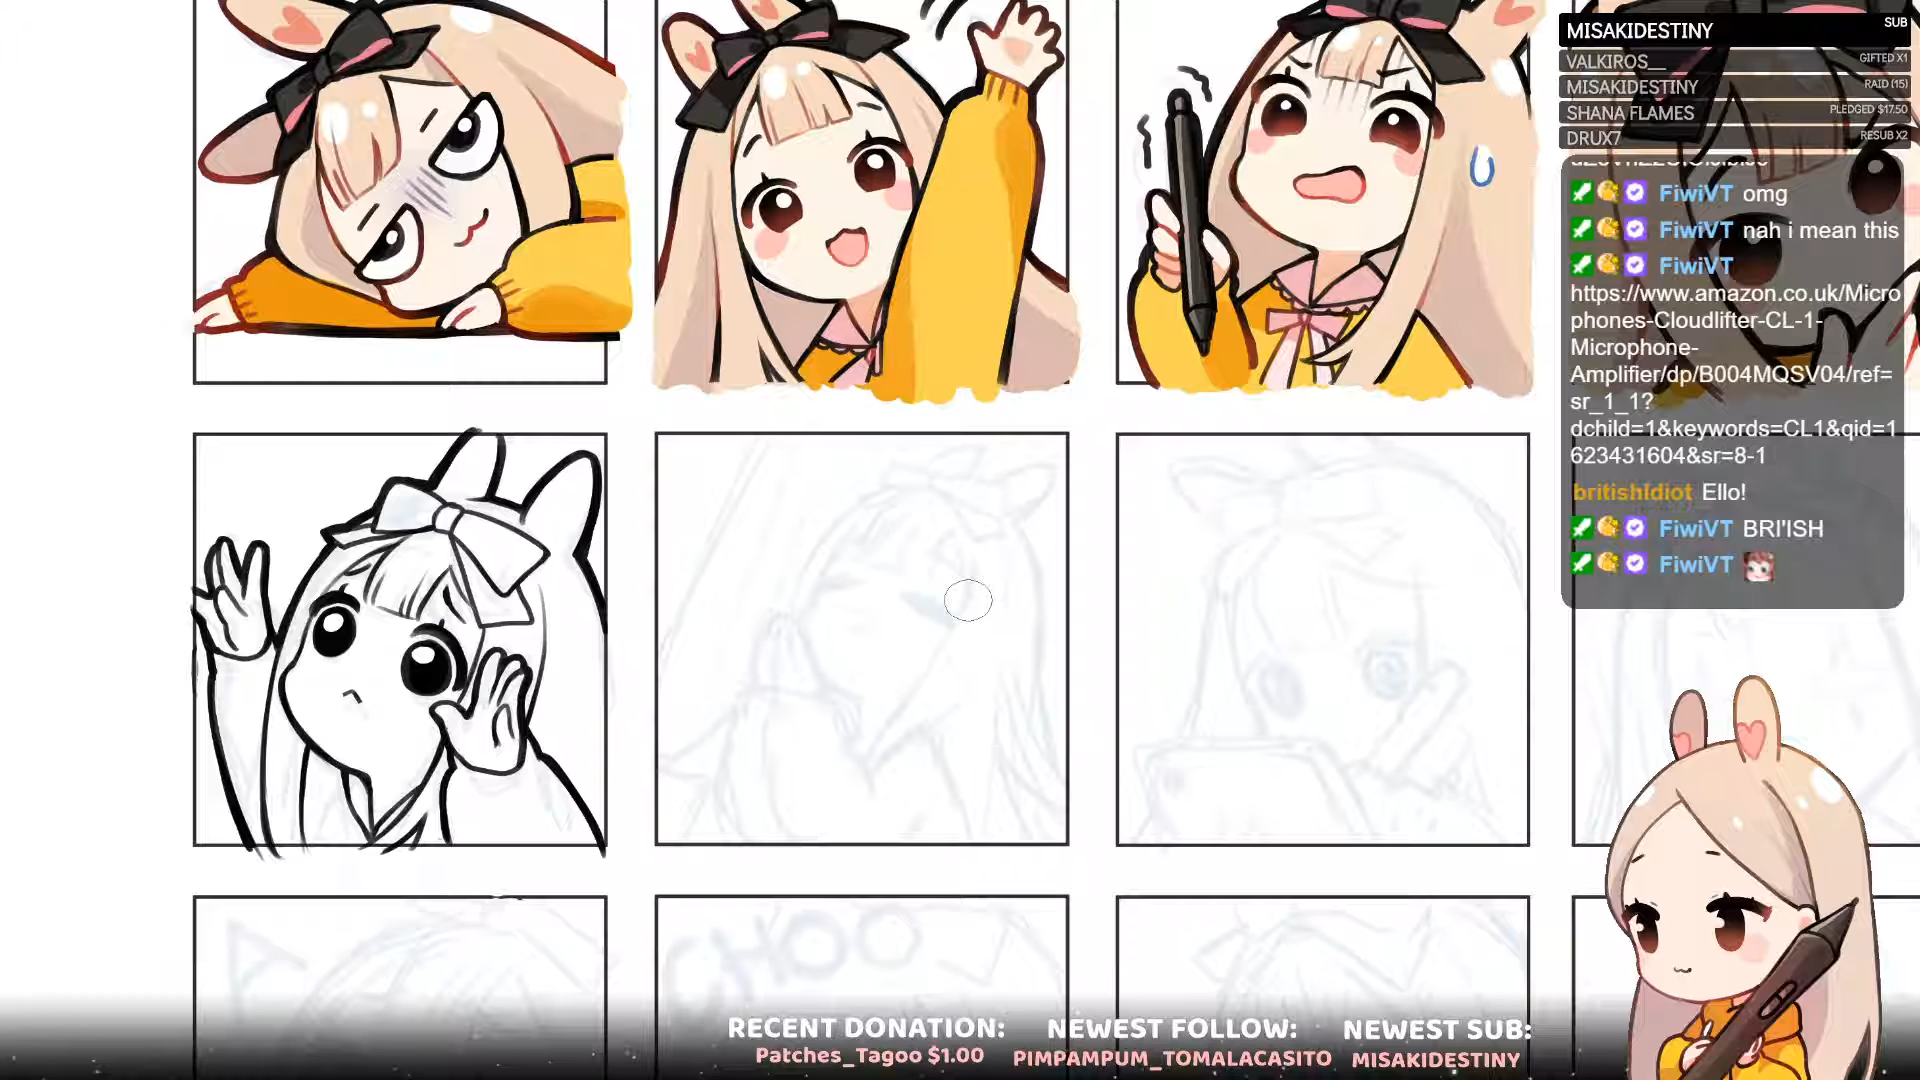 MISAKIDESTINY SUB
VALKIROS__ GIFTED X1
MISAKIDESTINY RAID (15)
SHANA FLAMES PLEDGED $17.50
DRUX7 RESUB X2
FiwiVT omg
FiwiVT nah i mean this
FiwiVT
https://www.amazon.co.uk/Micro
phones-Cloudlifter-CL-1-
Microphone-
Amplifier/dp/B004MQSV04/ref=
sr_1_1?
dchild=1&keywords=CL1&qid=1
623431604&sr=8-1
britishIdiot Ello!
FiwiVT BRI'ISH
FiwiVT
CHOO
RECENT DONATION: NEWEST FOLLOW: NEWEST SUB:
Patches_Tagoo $1.00 PIMPAMPUM_TOMALACASITO MISAKIDESTINY